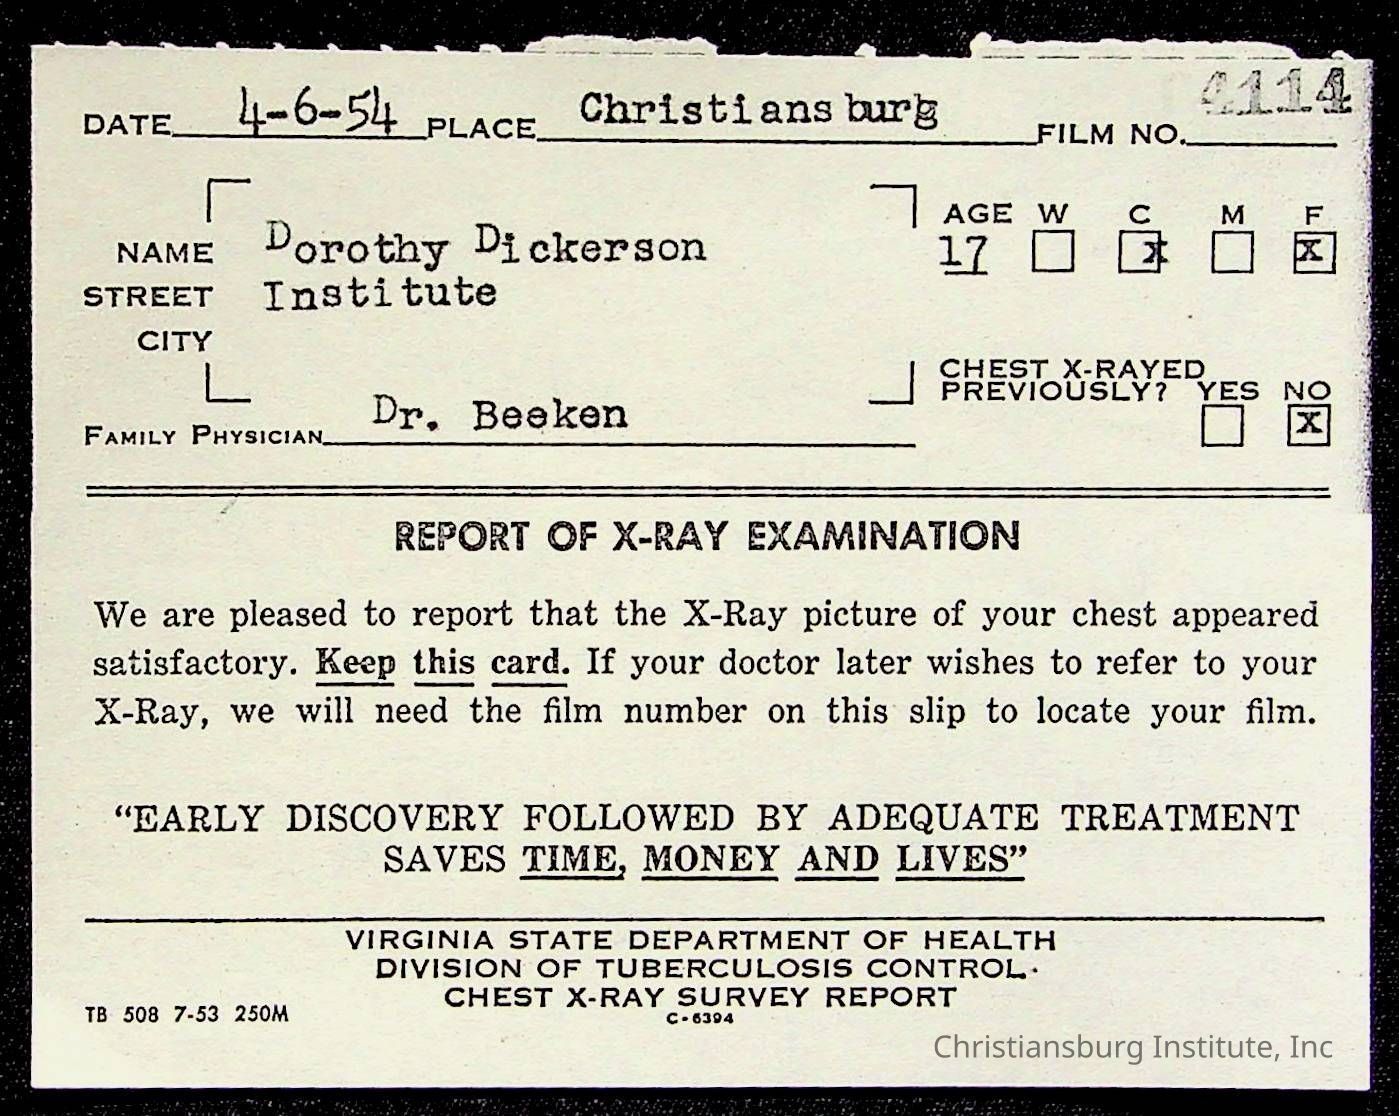 4114
DATE 4-6-54 PLACE Christiansburg FILM NO.
AGE W C M F
NAME Dorothy Dickerson 17 x X
STREET Institute
CITY
CHEST X-RAYED
PREVIOUSLY? YES NO
FAMILY PHYSICIAN Dr. Beeken X
REPORT OF X-RAY EXAMINATION
We are pleased to report that the X-Ray picture of your chest appeared
satisfactory. Keep this card. If your doctor later wishes to refer to your
X-Ray, we will need the film number on this slip to locate your film.
“EARLY DISCOVERY FOLLOWED BY ADEQUATE TREATMENT
SAVES TIME, MONEY AND LIVES”
VIRGINIA STATE DEPARTMENT OF HEALTH
DIVISION OF TUBERCULOSIS CONTROL.
CHEST X-RAY SURVEY REPORT
TB 508 7-53 250M C-6394
Christiansburg Institute, Inc